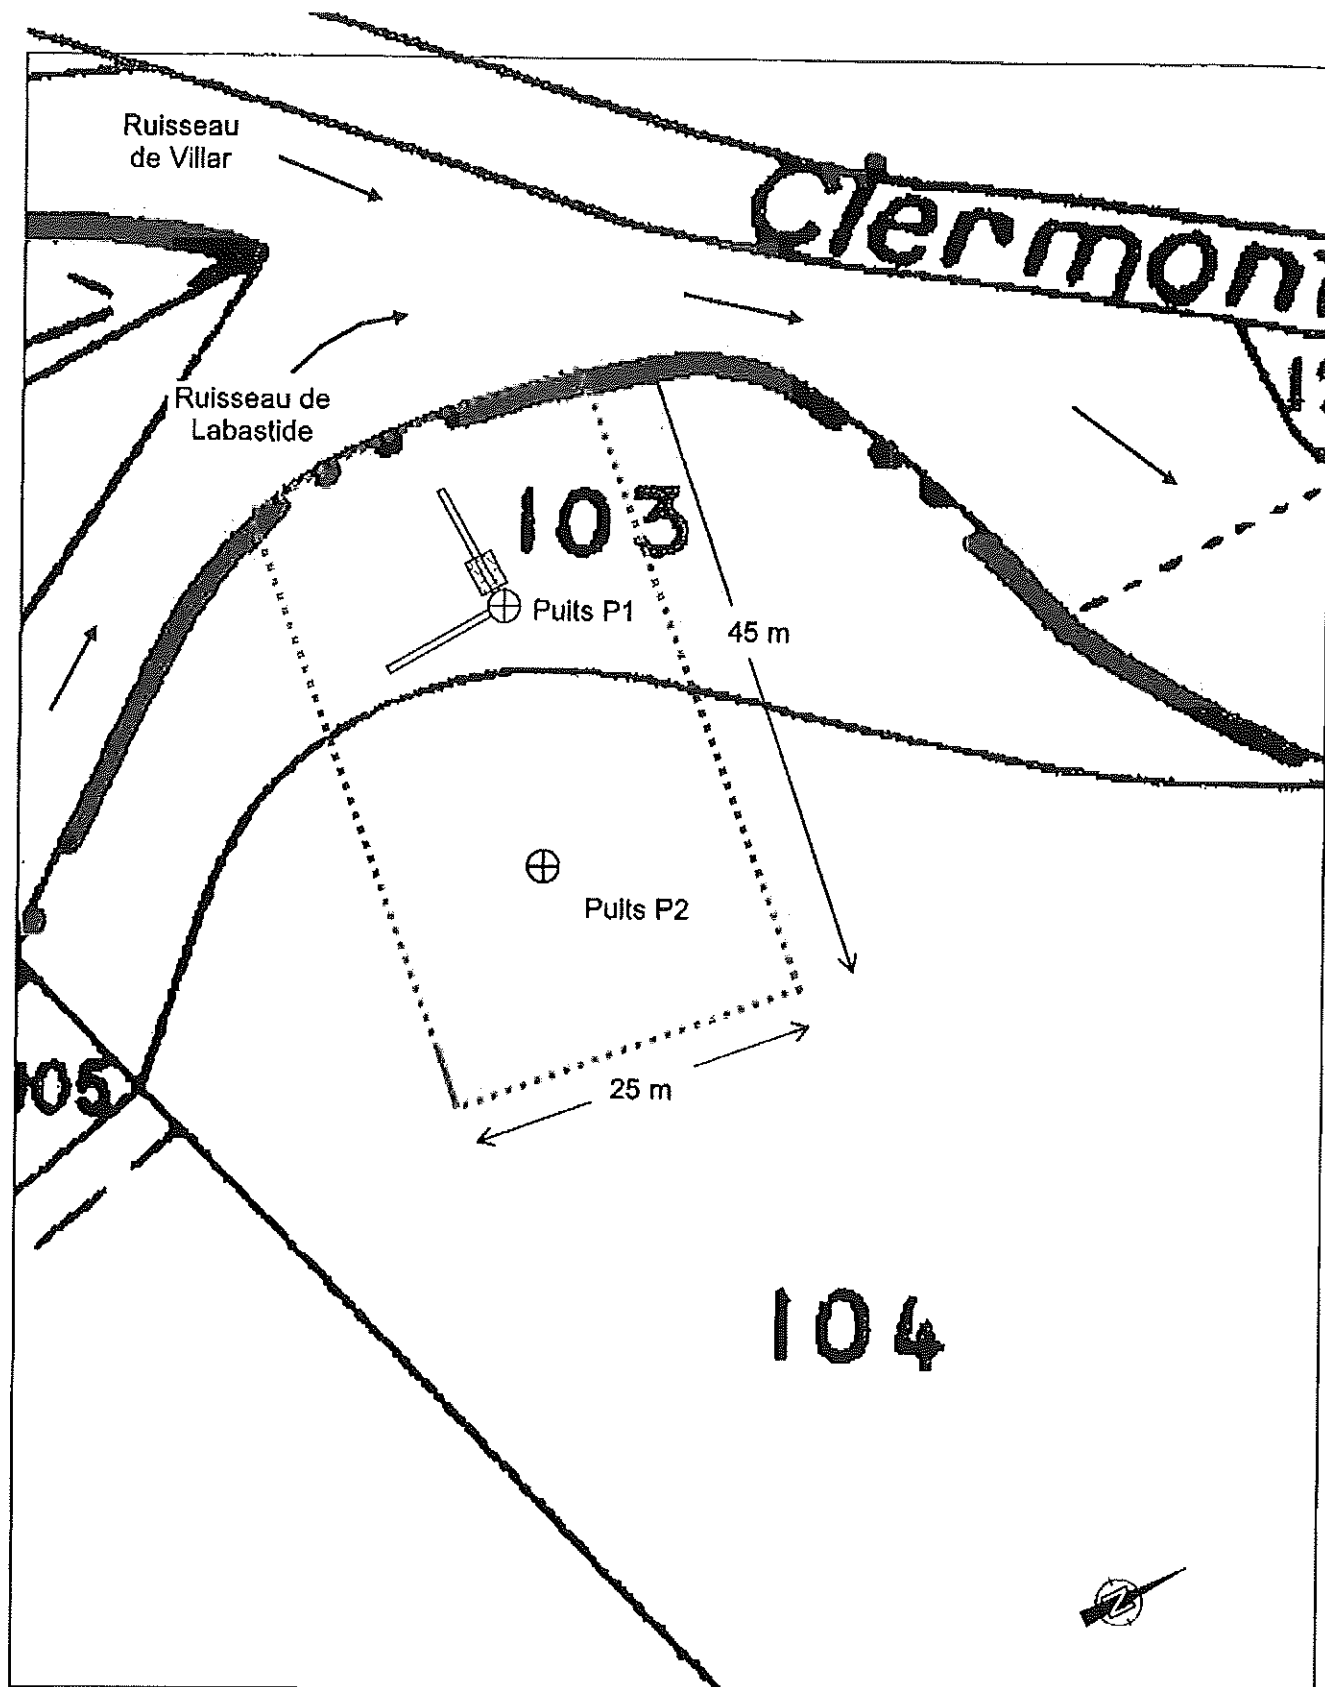 Ruisseau
de Villar
Clermont
Ruisseau de
Labastide
103
Puits P1
45 m
Puits P2
105
25 m
104
N